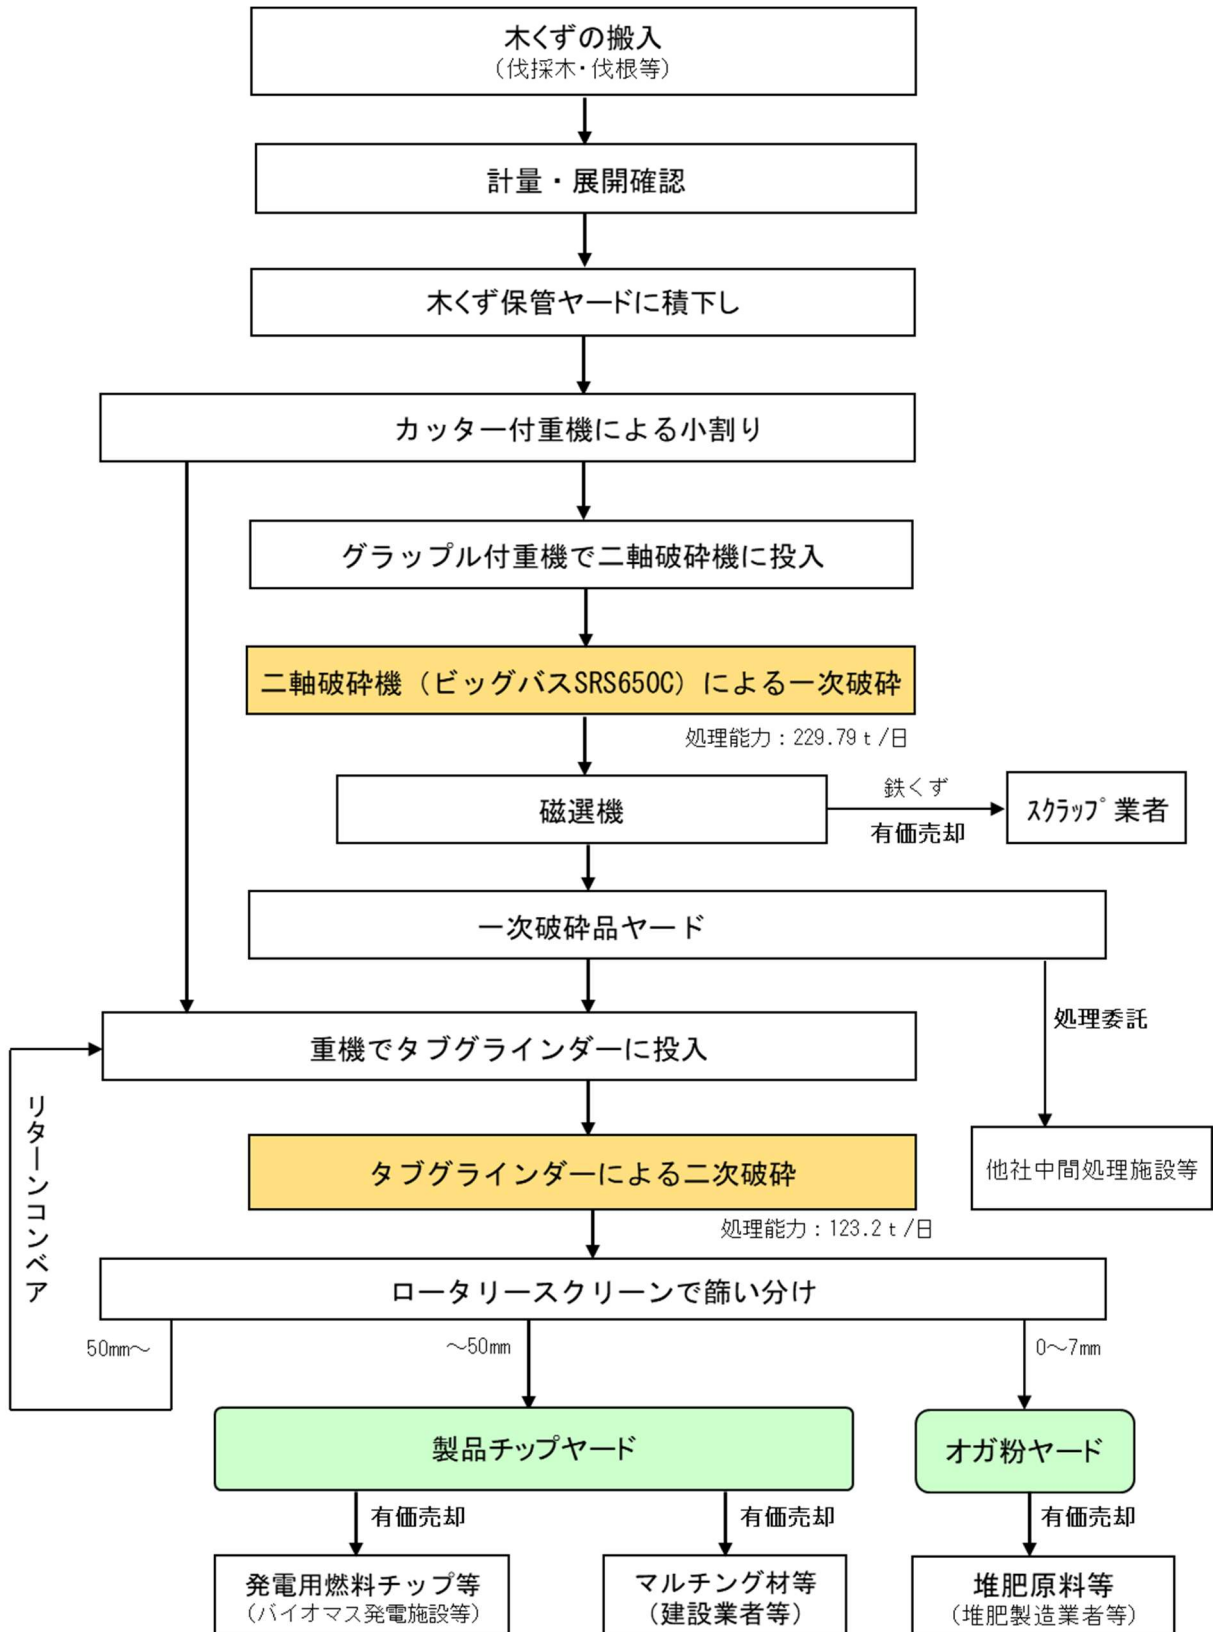 木くずの搬入
(伐採木・伐根等)
計量・展開確認
木くず保管ヤードに積下し
カッター付重機による小割り
グラップル付重機で二軸破砕機に投入
二軸破砕機（ビッグバスSRS650C）による一次破砕
処理能力：229.79ｔ/日
磁選機
鉄くず
有価売却
ｽｸﾗｯﾌﾟ業者
一次破砕品ヤード
処理委託
重機でタブグラインダーに投入
リターンコンベア
タブグラインダーによる二次破砕
他社中間処理施設等
処理能力：123.2ｔ/日
ロータリースクリーンで篩い分け
50mm～
～50mm
0～7mm
製品チップヤード
オガ粉ヤード
有価売却
有価売却
有価売却
発電用燃料チップ等
(バイオマス発電施設等)
マルチング材等
(建設業者等)
堆肥原料等
(堆肥製造業者等)